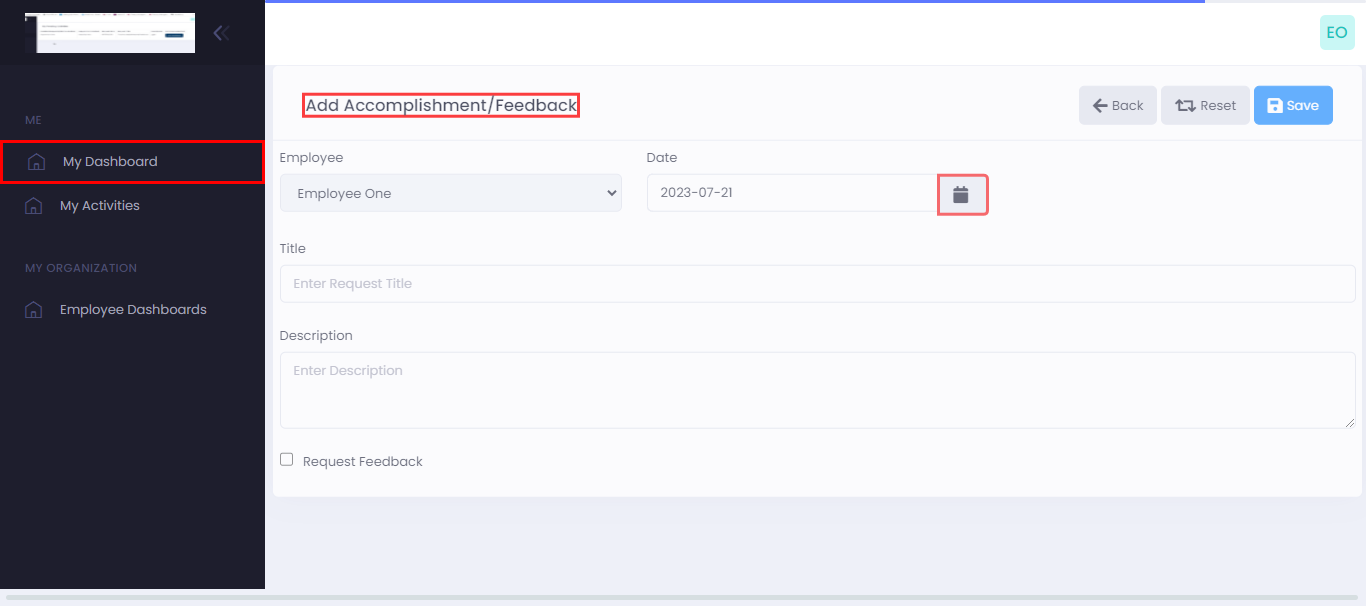 EO
ME
My Dashboard
My Activities
MY ORGANIZATION
Employee Dashboards
Add Accomplishment/Feedback
Back
Reset
Save
Employee
Date
Employee One
2023-07-21
Title
Enter Request Title
Description
Enter Description
Request Feedback